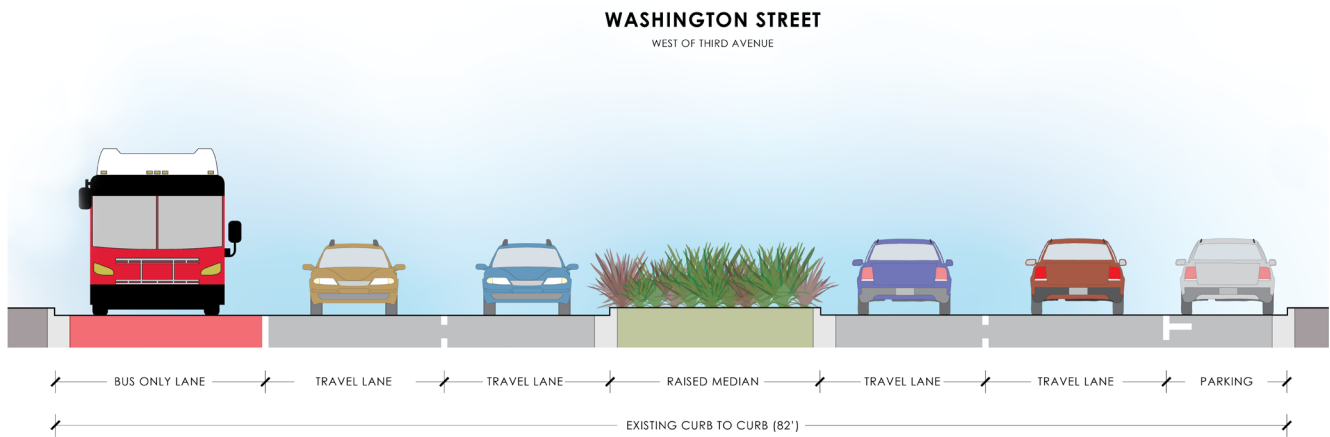 WASHINGTON STREET
WEST OF THIRD AVENUE
BUS ONLY LANE
TRAVEL LANE
TRAVEL LANE
RAISED MEDIAN
TRAVEL LANE
TRAVEL LANE
PARKING
EXISTING CURB TO CURB (82')